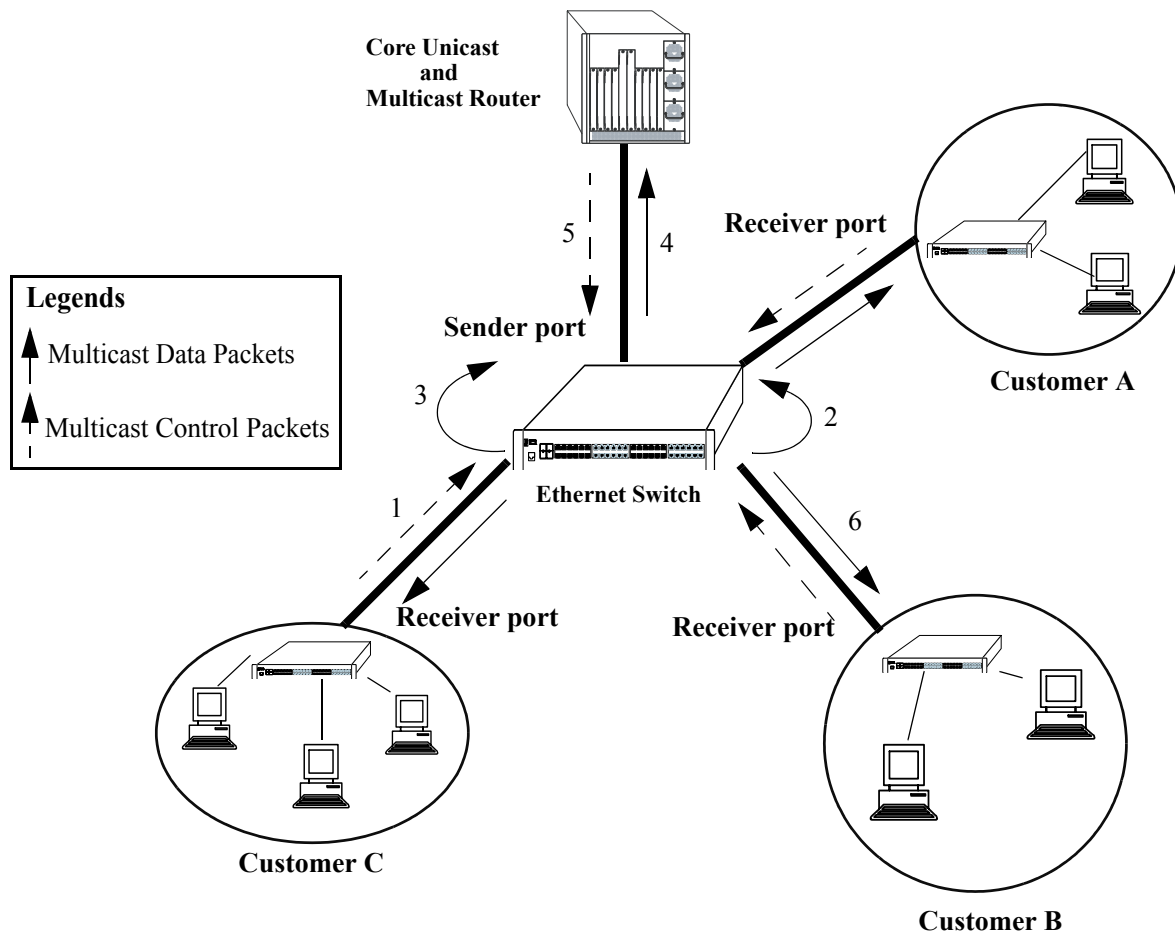 Core Unicast
and
Multicast Router
5
4
Receiver port
Legends
Multicast Data Packets
Multicast Control Packets
Sender port
3
2
Customer A
Ethernet Switch
1
6
Receiver port
Receiver port
Customer C
Customer B